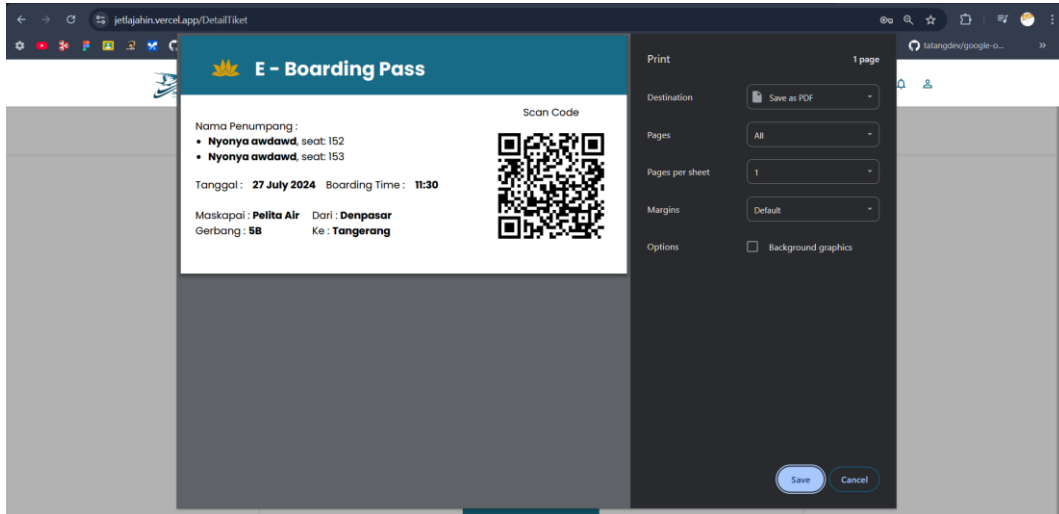 jetlajahin.vercel.app/DetailTiket
tatangdev/google-o...
E - Boarding Pass
Nama Penumpang :
• Nyonya awdawd, seat: 152
• Nyonya awdawd, seat: 153
Tanggal : 27 July 2024 Boarding Time : 11:30
Maskapai : Pelita Air Dari : Denpasar
Gerbang : 5B Ke : Tangerang
Scan Code
Print 1 page
Destination Save as PDF
Pages All
Pages per sheet 1
Margins Default
Options Background graphics
Save Cancel